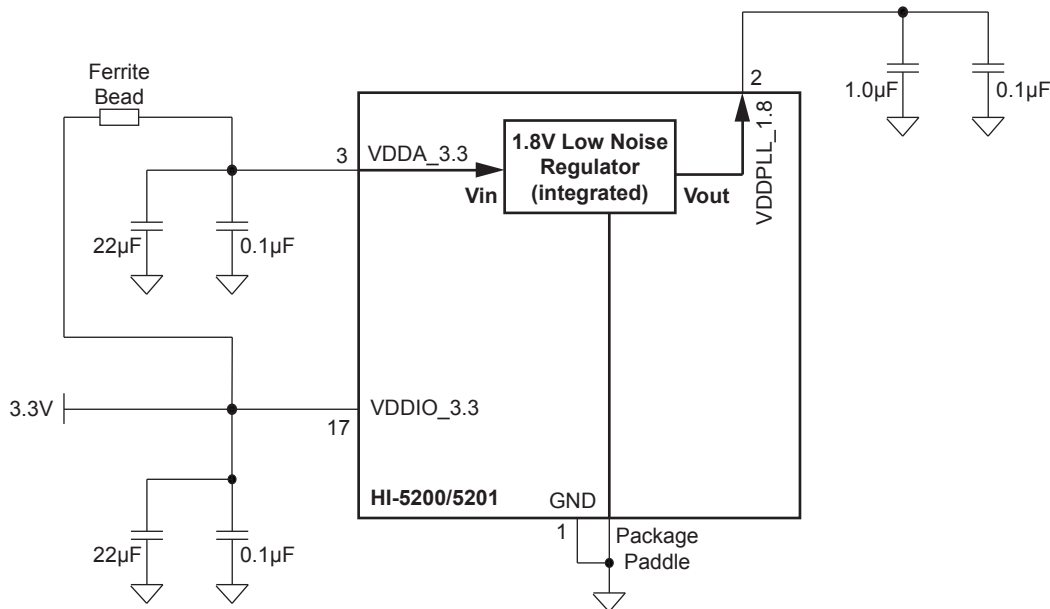 Ferrite
Bead
2
1.0µF
0.1µF
3
VDDA_3.3
1.8V Low Noise
Regulator
(integrated)
Vin
Vout
VDDPLL_1.8
22µF
0.1µF
3.3V
VDDIO_3.3
17
HI-5200/5201
GND
1
Package
Paddle
22µF
0.1µF